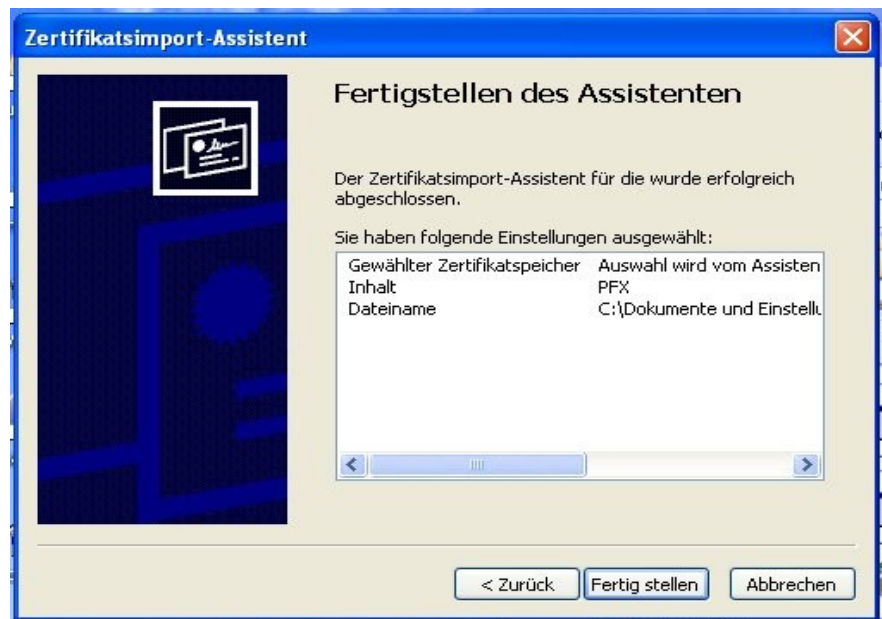 Zertifikatsimport-Assistent
Fertigstellen des Assistenten
Der Zertifikatsimport-Assistent für die wurde erfolgreich
abgeschlossen.
Sie haben folgende Einstellungen ausgewählt:
Gewählter Zertifikatspeicher Auswahl wird vom Assisten
Inhalt PFX
Dateiname C:\Dokumente und Einstellu
< Zurück Fertig stellen Abbrechen